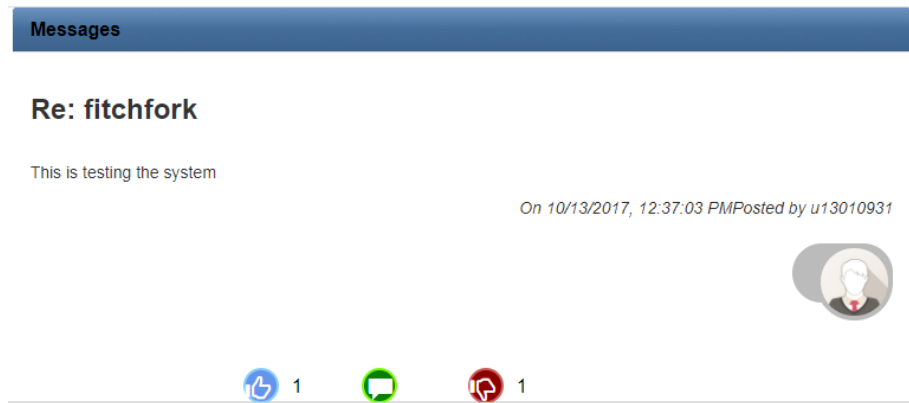 Messages
Re: fitchfork
This is testing the system
On 10/13/2017, 12:37:03 PMPosted by u13010931
1 1